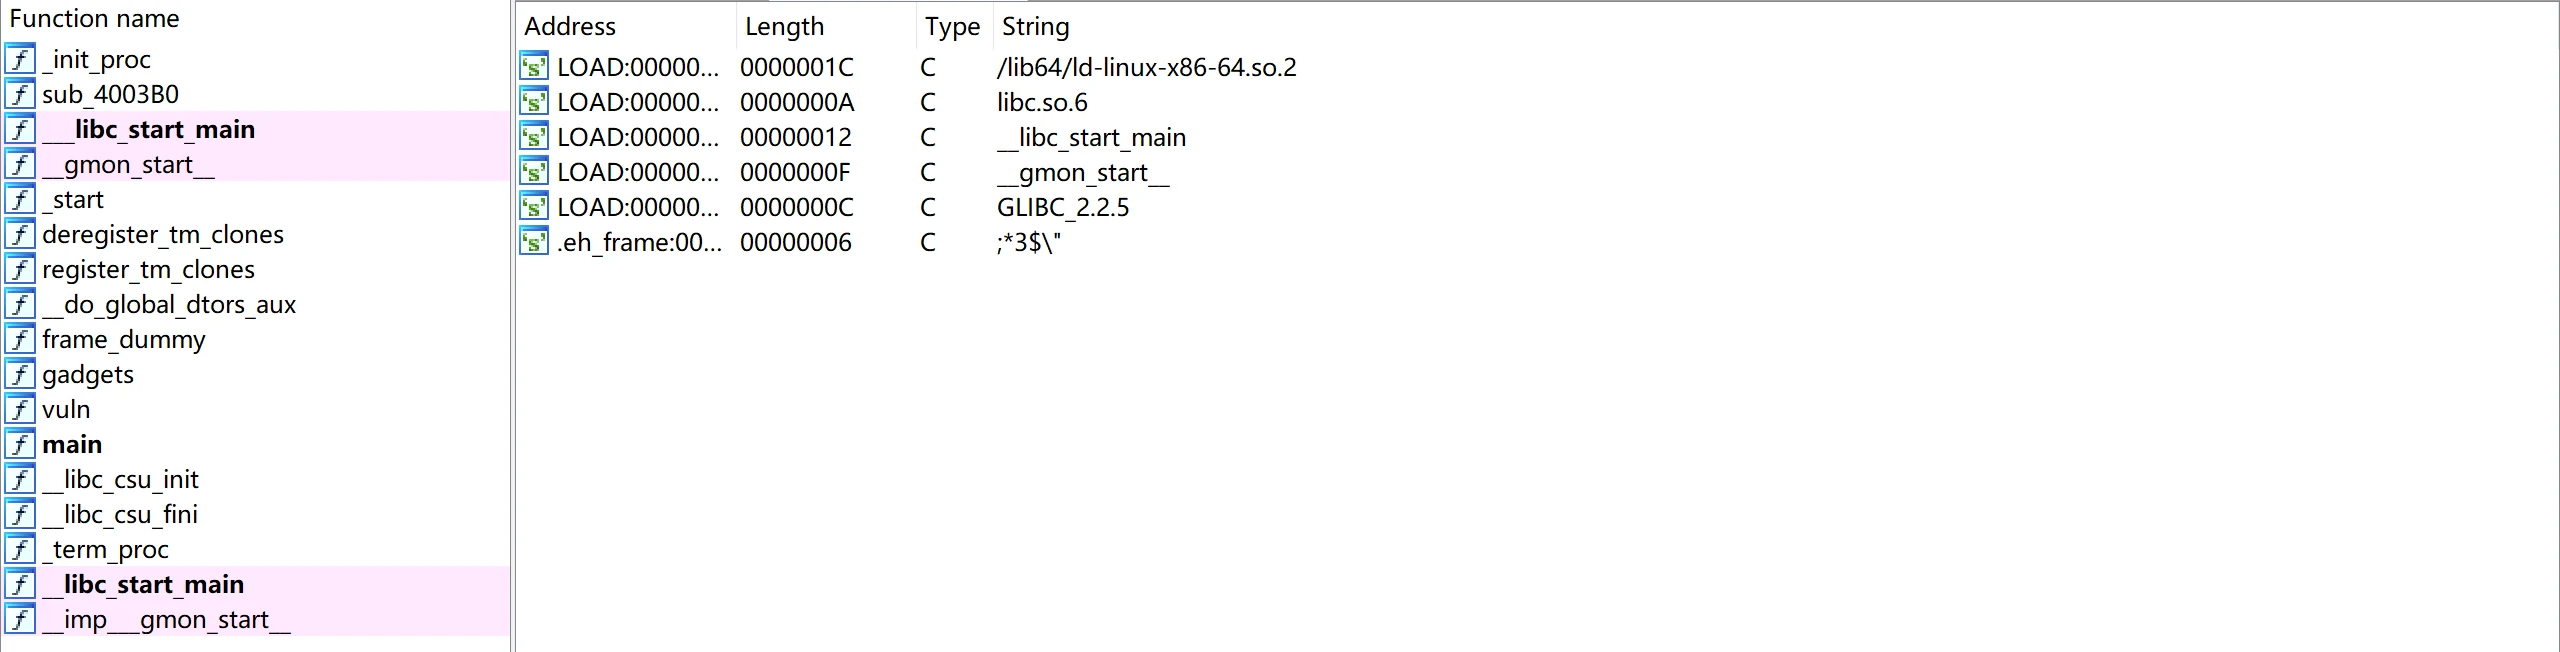 Function name
_init_proc
sub_4003B0
___libc_start_main
__gmon_start__
_start
deregister_tm_clones
register_tm_clones
__do_global_dtors_aux
frame_dummy
gadgets
vuln
main
__libc_csu_init
__libc_csu_fini
_term_proc
__libc_start_main
__imp___gmon_start__
Address Length Type String
LOAD:00000... 0000001C C /lib64/ld-linux-x86-64.so.2
LOAD:00000... 0000000A C libc.so.6
LOAD:00000... 00000012 C __libc_start_main
LOAD:00000... 0000000F C __gmon_start__
LOAD:00000... 0000000C C GLIBC_2.2.5
.eh_frame:00... 00000006 C ;*3$\"